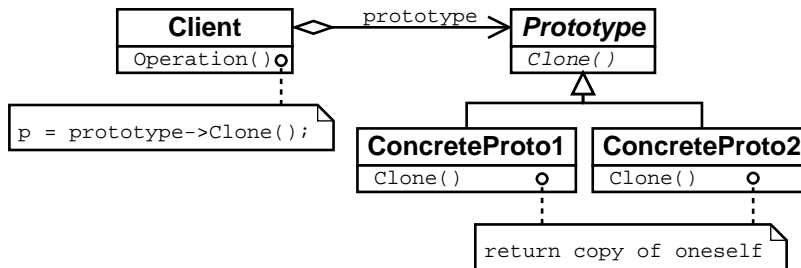 Client
prototype
Prototype
Operation()
Clone()
p = prototype->Clone();
ConcreteProto1
ConcreteProto2
Clone()
Clone()
return copy of oneself